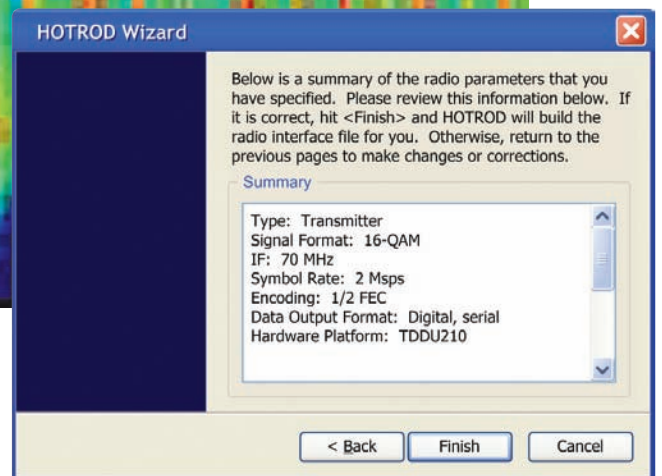 HOTROD Wizard
Below is a summary of the radio parameters that you
have specified. Please review this information below. If
it is correct, hit <Finish> and HOTROD will build the
radio interface file for you. Otherwise, return to the
previous pages to make changes or corrections.
Summary
Type: Transmitter
Signal Format: 16-QAM
IF: 70 MHz
Symbol Rate: 2 Msps
Encoding: 1/2 FEC
Data Output Format: Digital, serial
Hardware Platform: TDDU210
< Back Finish Cancel